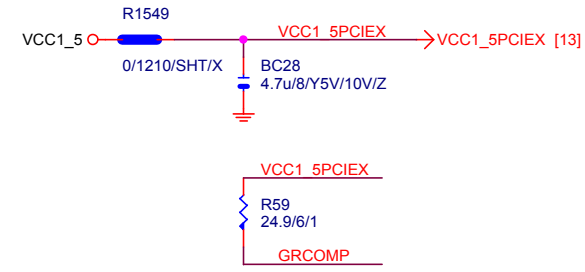 R1549
VCC1_5
VCC1_5PCIEX
VCC1_5PCIEX [13]
0/1210/SHT/X
BC28
4.7u/8/Y5V/10V/Z
VCC1_5PCIEX
R59
24.9/6/1
GRCOMP